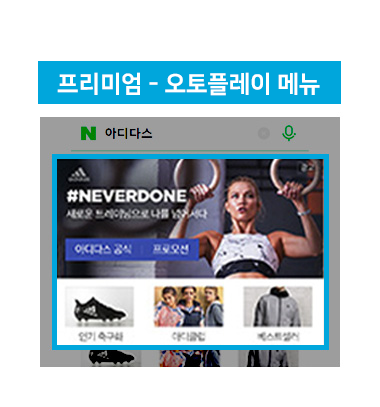 프리미엄 - 오토플레이 메뉴
N 아디다스
adidas
#NEVERDONE
새로운 트레이닝으로 나를 넘어서다
아디다스 공식 | 프로모션
인기 축구화
아디클럽
베스트셀러